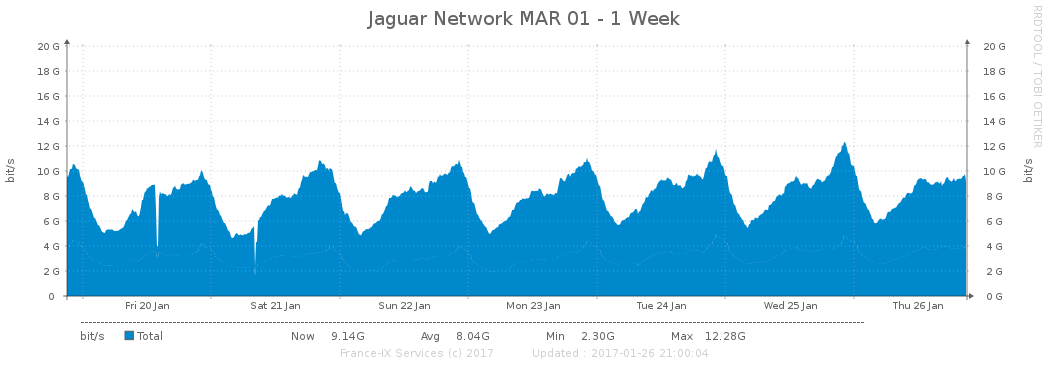 Jaguar Network MAR 01 - 1 Week
RRDTOOL / TOBI OETIKER
bit/s
bit/s
20 G 20 G
18 G 18 G
16 G 16 G
14 G 14 G
12 G 12 G
10 G 10 G
8 G 8 G
6 G 6 G
4 G 4 G
2 G 2 G
0 0 G
Fri 20 Jan Sat 21 Jan Sun 22 Jan Mon 23 Jan Tue 24 Jan Wed 25 Jan Thu 26 Jan
bit/s Total Now 9.14G Avg 8.04G Min 2.30G Max 12.28G
France-IX Services (c) 2017 Updated : 2017-01-26 21:00:04